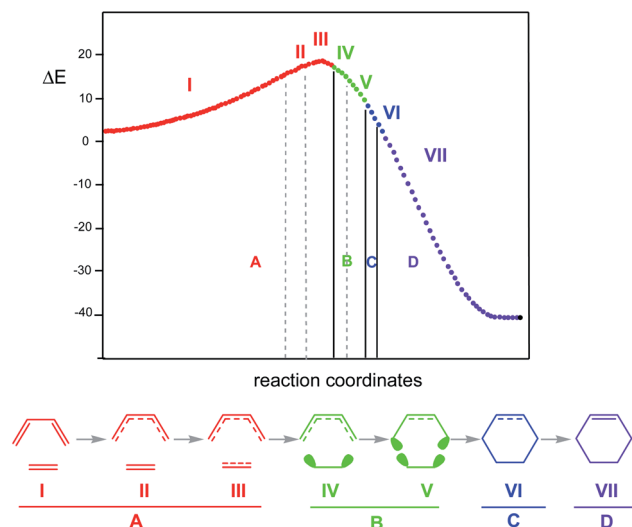 20
10
0
-10
-20
-30
-40
ΔE
I
II
III
IV
V
VI
VII
A
B
C
D
reaction coordinates
I II III IV V VI VII
A B C D